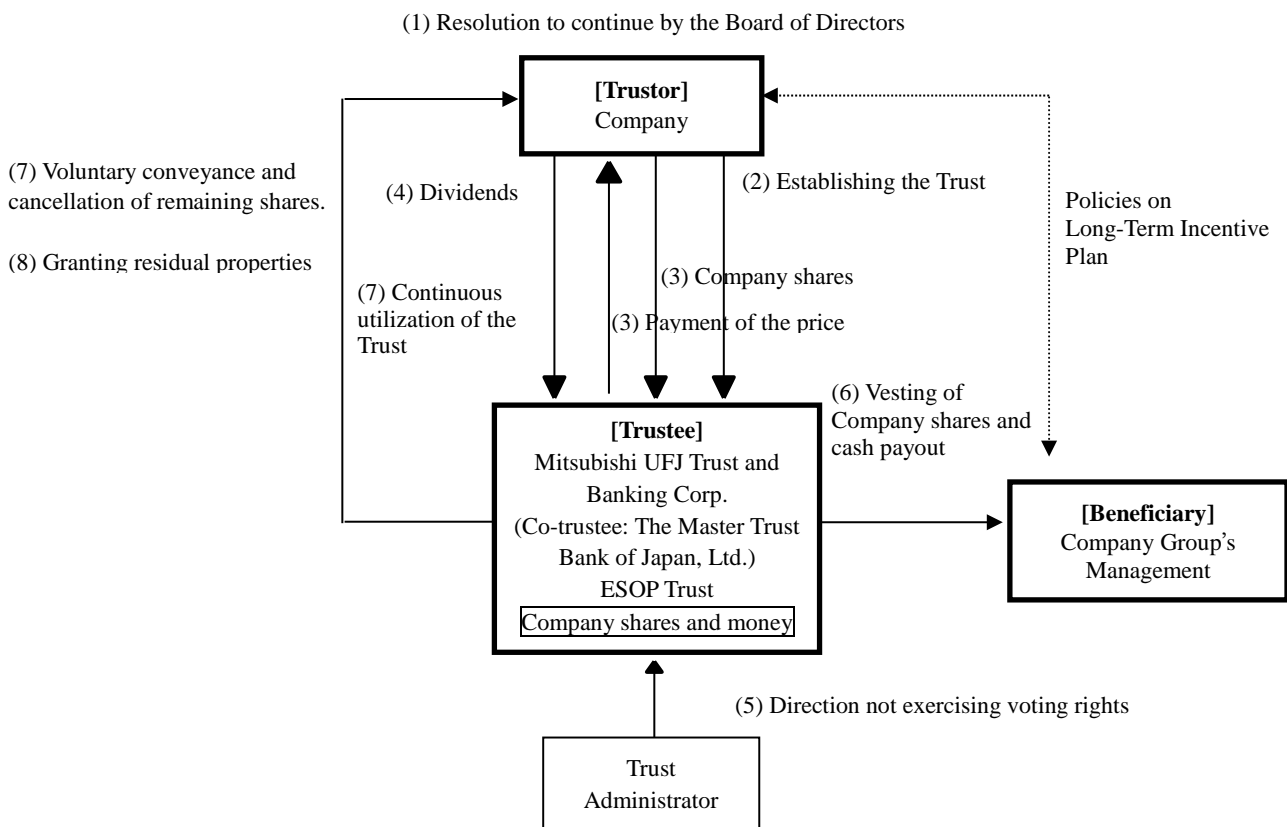 (1) Resolution to continue by the Board of Directors
[Trustor]
Company
(7) Voluntary conveyance and
cancellation of remaining shares.
(8) Granting residual properties
(4) Dividends
(2) Establishing the Trust
Policies on
Long-Term Incentive
Plan
(7) Continuous
utilization of the
Trust
(3) Company shares
(3) Payment of the price
(6) Vesting of
Company shares and
cash payout
[Trustee]
Mitsubishi UFJ Trust and
Banking Corp.
(Co-trustee: The Master Trust
Bank of Japan, Ltd.)
ESOP Trust
Company shares and money
[Beneficiary]
Company Group’s
Management
(5) Direction not exercising voting rights
Trust
Administrator